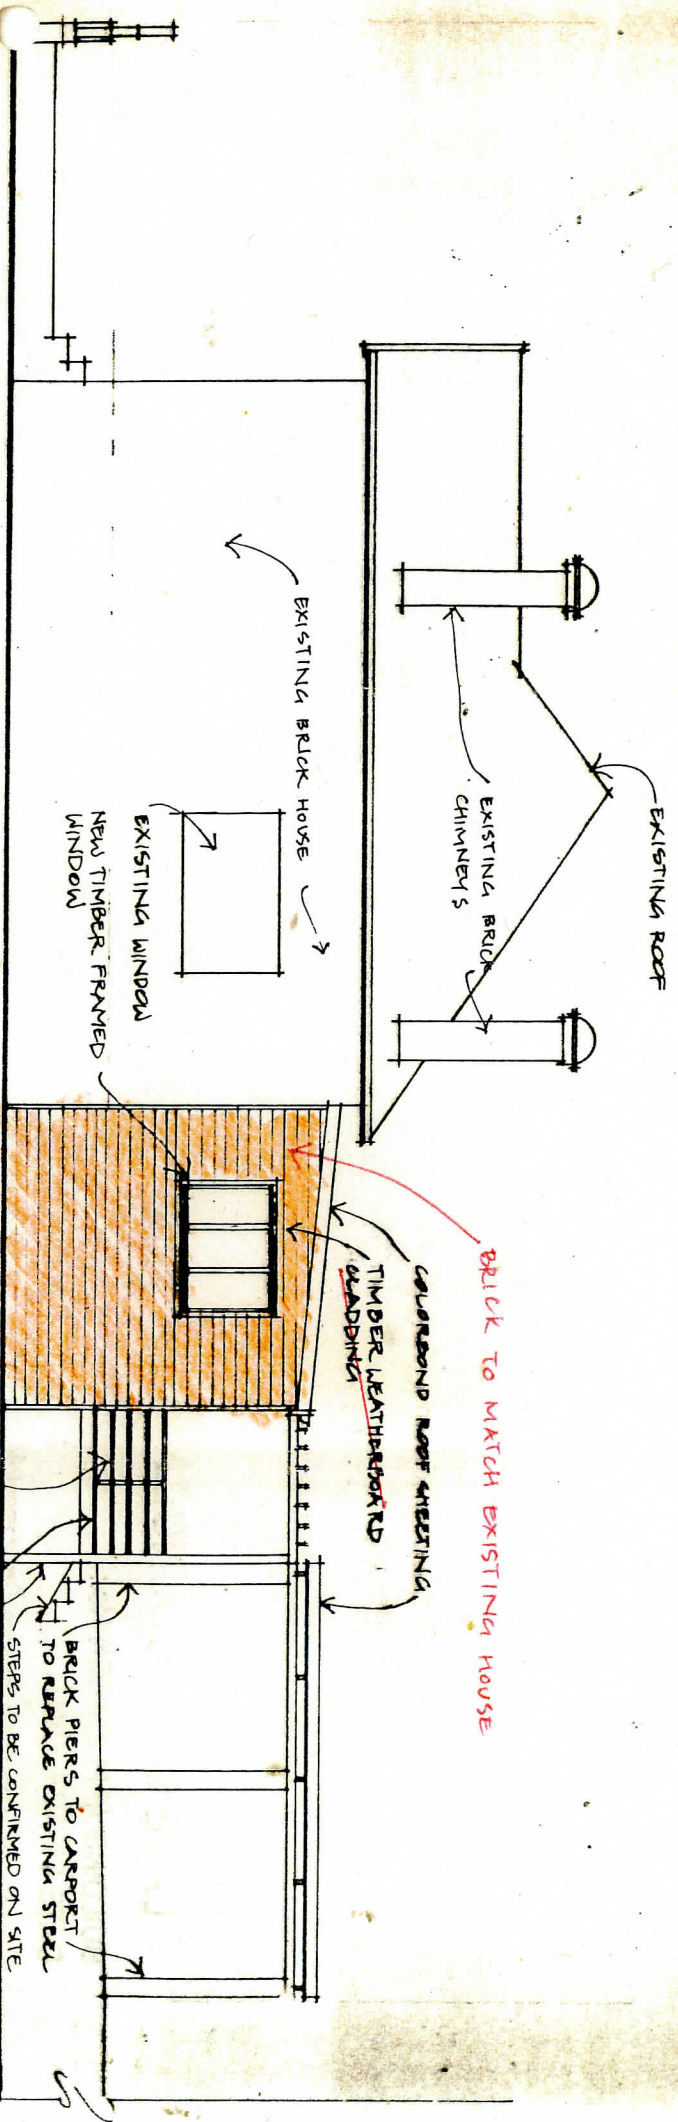 EXISTING ROOF
EXISTING BRICK
CHIMNEYS
EXISTING BRICK HOUSE
EXISTING WINDOW
NEW TIMBER FRAMED
WINDOW
BRICK TO MATCH EXISTING HOUSE
COLORBOND ROOF SHEETING
TIMBER WEATHERBOARD
CLADDING
BRICK PIERS TO CARPORT
TO REPLACE EXISTING STEEL
STEPS TO BE CONFIRMED ON SITE